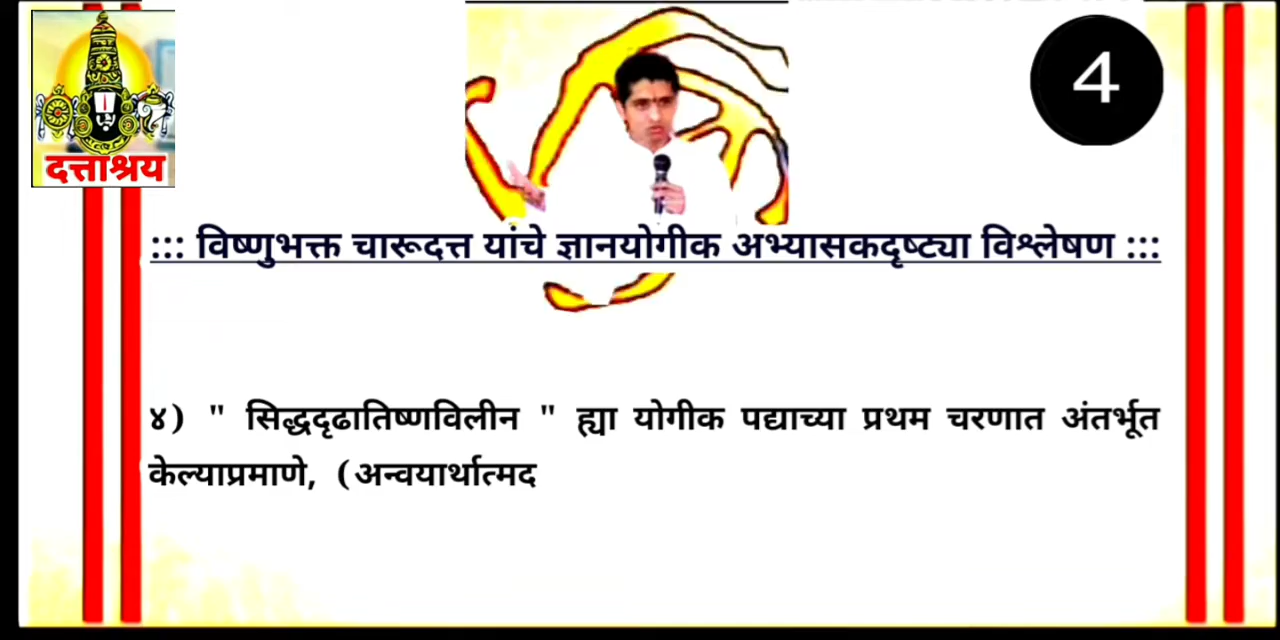 दत्ताश्रय
4
::: विष्णुभक्त चारूदत्त यांचे ज्ञानयोगीक अभ्यासकदृष्ट्या विश्लेषण :::
४) " सिद्धदृढातिष्णविलीन " ह्या योगीक पद्याच्या प्रथम चरणात अंतर्भूत
केल्याप्रमाणे, (अन्वयार्थात्मद